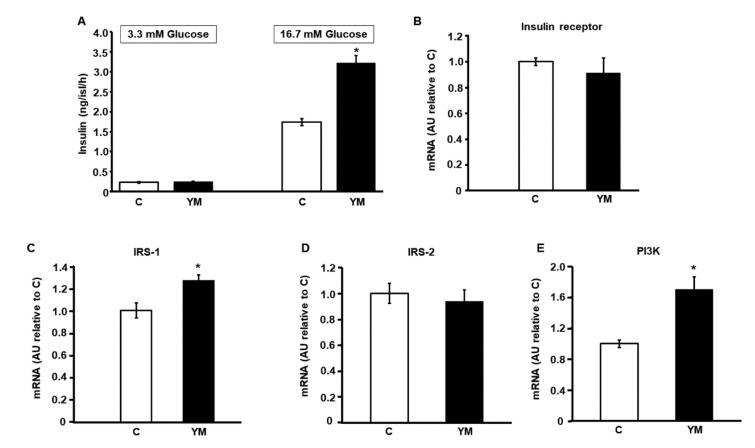 A
3.3 mM Glucose
16.7 mM Glucose
Insulin (ng/isl/h)
4.0
3.5
3.0
2.5
2.0
1.5
1.0
0.5
0
*
C
YM
C
YM
B
Insulin receptor
mRNA (AU relative to C)
1.2
1.0
0.8
0.6
0.4
0.2
0
C
YM
C
IRS-1
mRNA (AU relative to C)
1.4
1.2
1.0
0.8
0.6
0.4
0.2
0
*
C
YM
D
IRS-2
mRNA (AU relative to C)
1.2
1.0
0.8
0.6
0.4
0.2
0
C
YM
E
PI3K
mRNA (AU relative to C)
2.0
1.6
1.2
0.8
0.4
0
*
C
YM